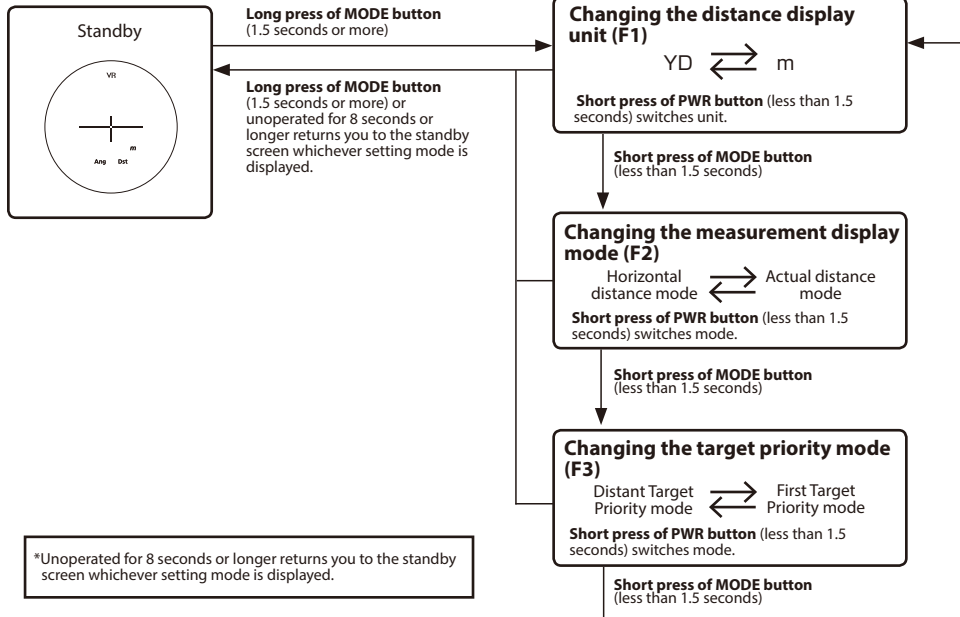 Standby
VR
m
Ang Dst
Long press of MODE button
(1.5 seconds or more)
Long press of MODE button
(1.5 seconds or more) or
unoperated for 8 seconds or
longer returns you to the standby
screen whichever setting mode is
displayed.
Changing the distance display
unit (F1)
YD m
Short press of PWR button (less than 1.5
seconds) switches unit.
Short press of MODE button
(less than 1.5 seconds)
Changing the measurement display
mode (F2)
Horizontal
distance mode
Actual distance
mode
Short press of PWR button (less than 1.5
seconds) switches mode.
Short press of MODE button
(less than 1.5 seconds)
Changing the target priority mode
(F3)
Distant Target
Priority mode
First Target
Priority mode
Short press of PWR button (less than 1.5
seconds) switches mode.
Short press of MODE button
(less than 1.5 seconds)
*Unoperated for 8 seconds or longer returns you to the standby
screen whichever setting mode is displayed.